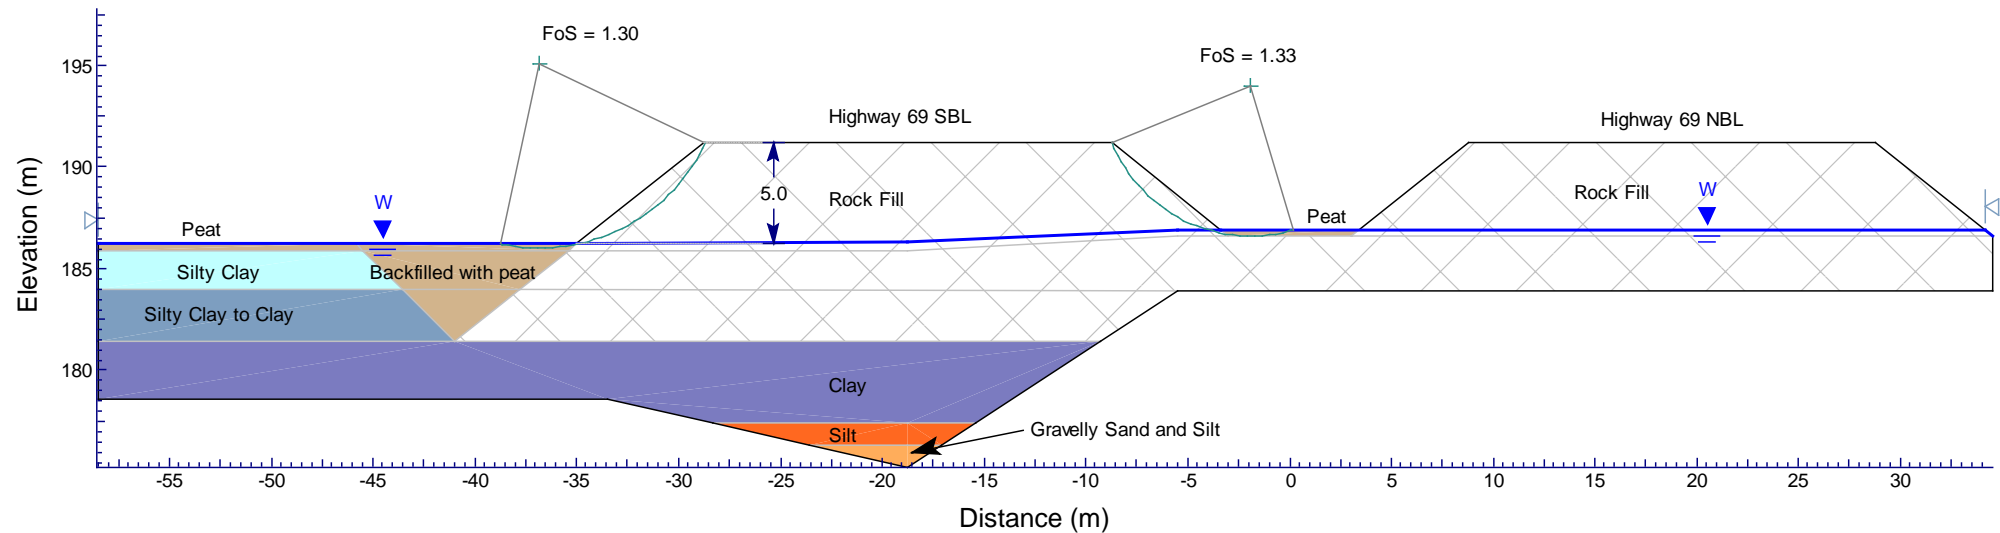 FoS = 1.30
FoS = 1.33
195
Highway 69 SBL
Highway 69 NBL
190
5.0
Rock Fill
Rock Fill
W
W
Peat
Peat
185
Silty Clay
Backfilled with peat
Silty Clay to Clay
180
Clay
Silt
Gravelly Sand and Silt
Elevation (m)
-55
-50
-45
-40
-35
-30
-25
-20
-15
-10
-5
0
5
10
15
20
25
30
Distance (m)